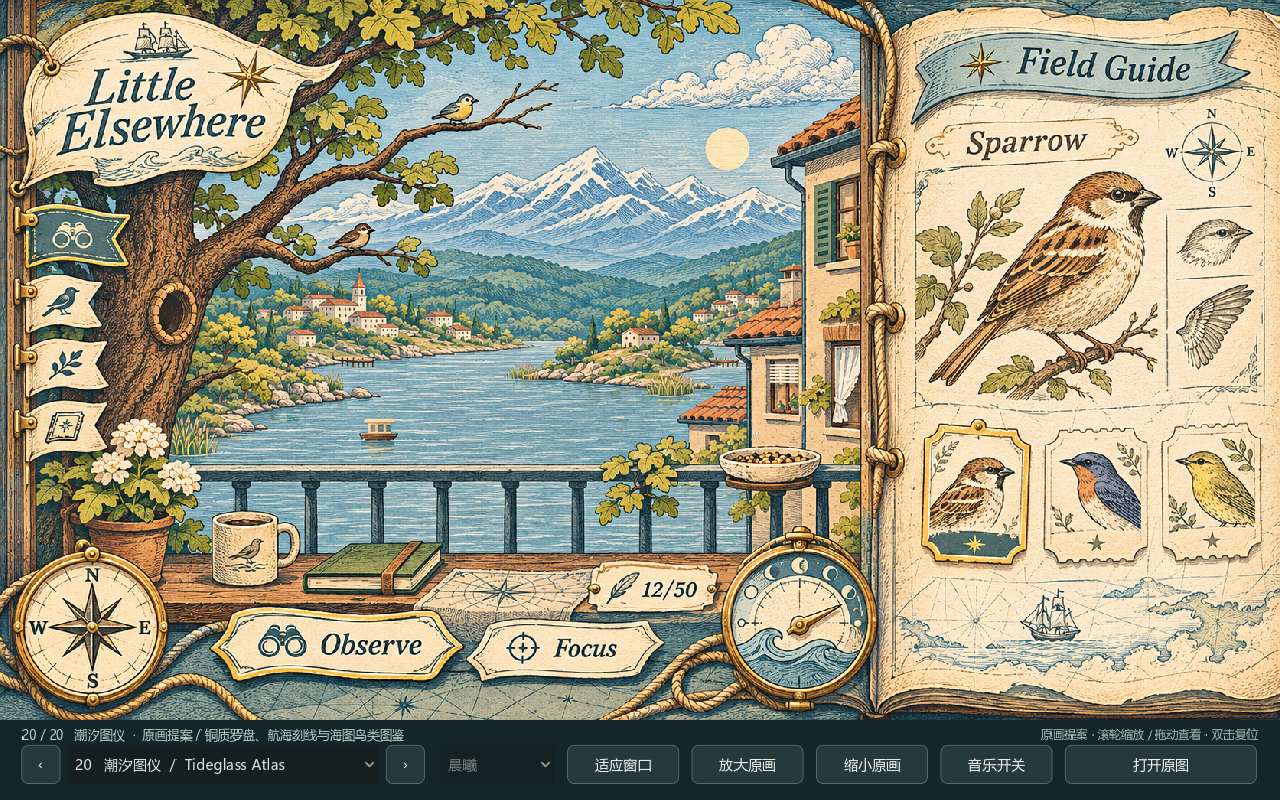 Little
Elsewhere
Field Guide
Sparrow
N
W
E
S
N
W
E
S
12/50
Observe
Focus
20 / 20 潮汐图仪 · 原画提案 / 铜质罗盘、航海刻线与海图鸟类图鉴
原画提案 · 滚轮缩放 / 拖动查看 · 双击复位
‹
20 潮汐图仪 / Tideglass Atlas
›
晨曦
适应窗口
放大原画
缩小原画
音乐开关
打开原图